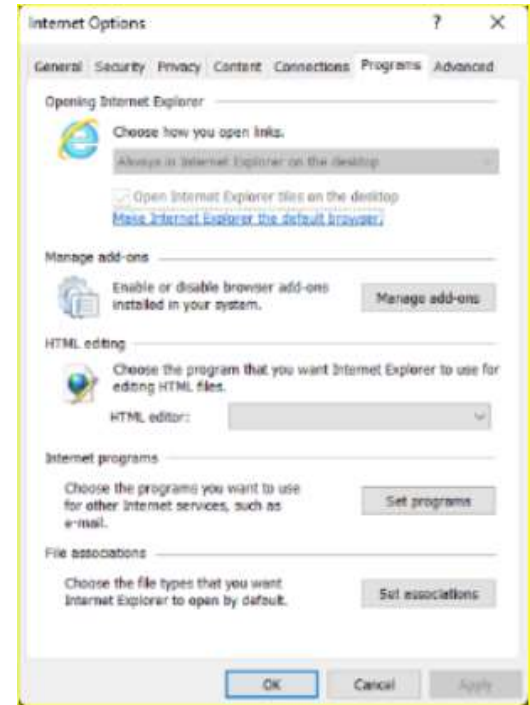 Internet Options ? X
General Security Privacy Content Connections Programs Advanced
Opening Internet Explorer
Choose how you open links.
Always in Internet Explorer on the desktop
Open Internet Explorer tiles on the desktop
Make Internet Explorer the default browser.
Manage add-ons
Enable or disable browser add-ons
installed in your system.
Manage add-ons
HTML editing
Choose the program that you want Internet Explorer to use for
editing HTML files.
HTML editor:
Internet programs
Choose the programs you want to use
for other Internet services, such as
e-mail.
Set programs
File associations
Choose the file types that you want
Internet Explorer to open by default.
Set associations
OK Cancel Apply